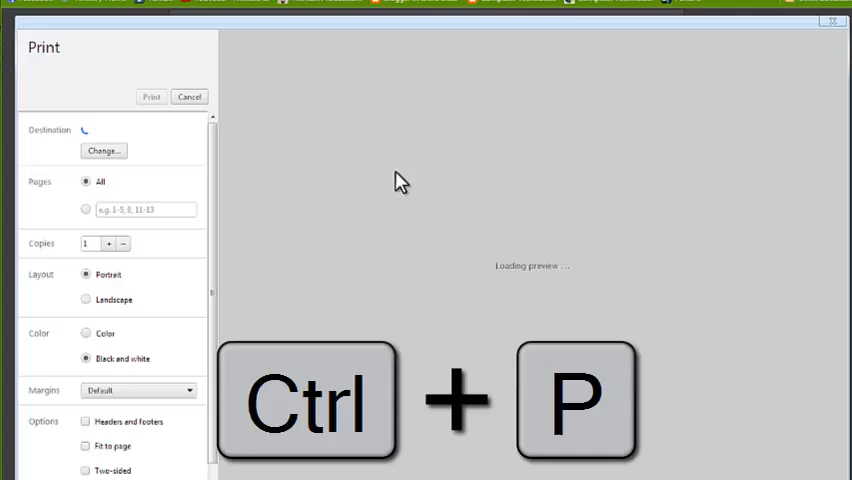 Print
Print Cancel
Destination
Change...
Pages All
e.g. 1-5, 8, 11-13
Copies 1 + −
Layout Portrait
Landscape
Color Color
Black and white
Margins Default
Options Headers and footers
Fit to page
Two-sided
Loading preview ...
Ctrl + P